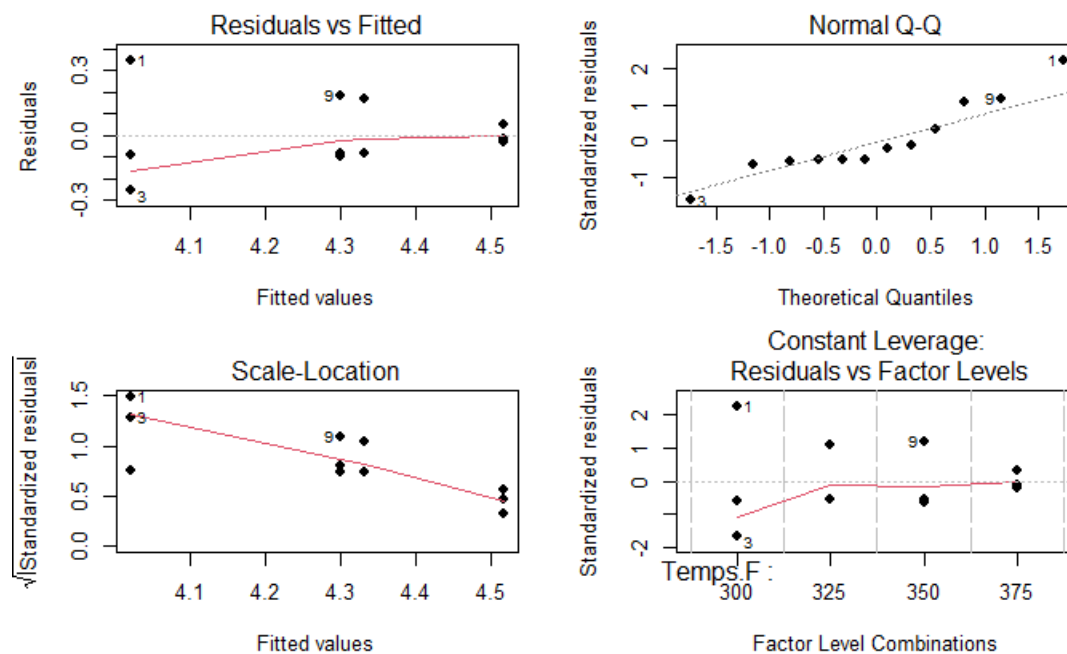 Residuals vs Fitted
Residuals
0.3
0.0
-0.3
1
9
3
4.1 4.2 4.3 4.4 4.5
Fitted values
Normal Q-Q
Standardized residuals
2
1
0
-1
1
9
3
-1.5 -1.0 -0.5 0.0 0.5 1.0 1.5
Theoretical Quantiles
Scale-Location
√|Standardized residuals|
1.5
1.0
0.5
0.0
1
3
9
4.1 4.2 4.3 4.4 4.5
Fitted values
Constant Leverage:
Residuals vs Factor Levels
Standardized residuals
2
0
-2
1
9
3
Temps.F :
300 325 350 375
Factor Level Combinations